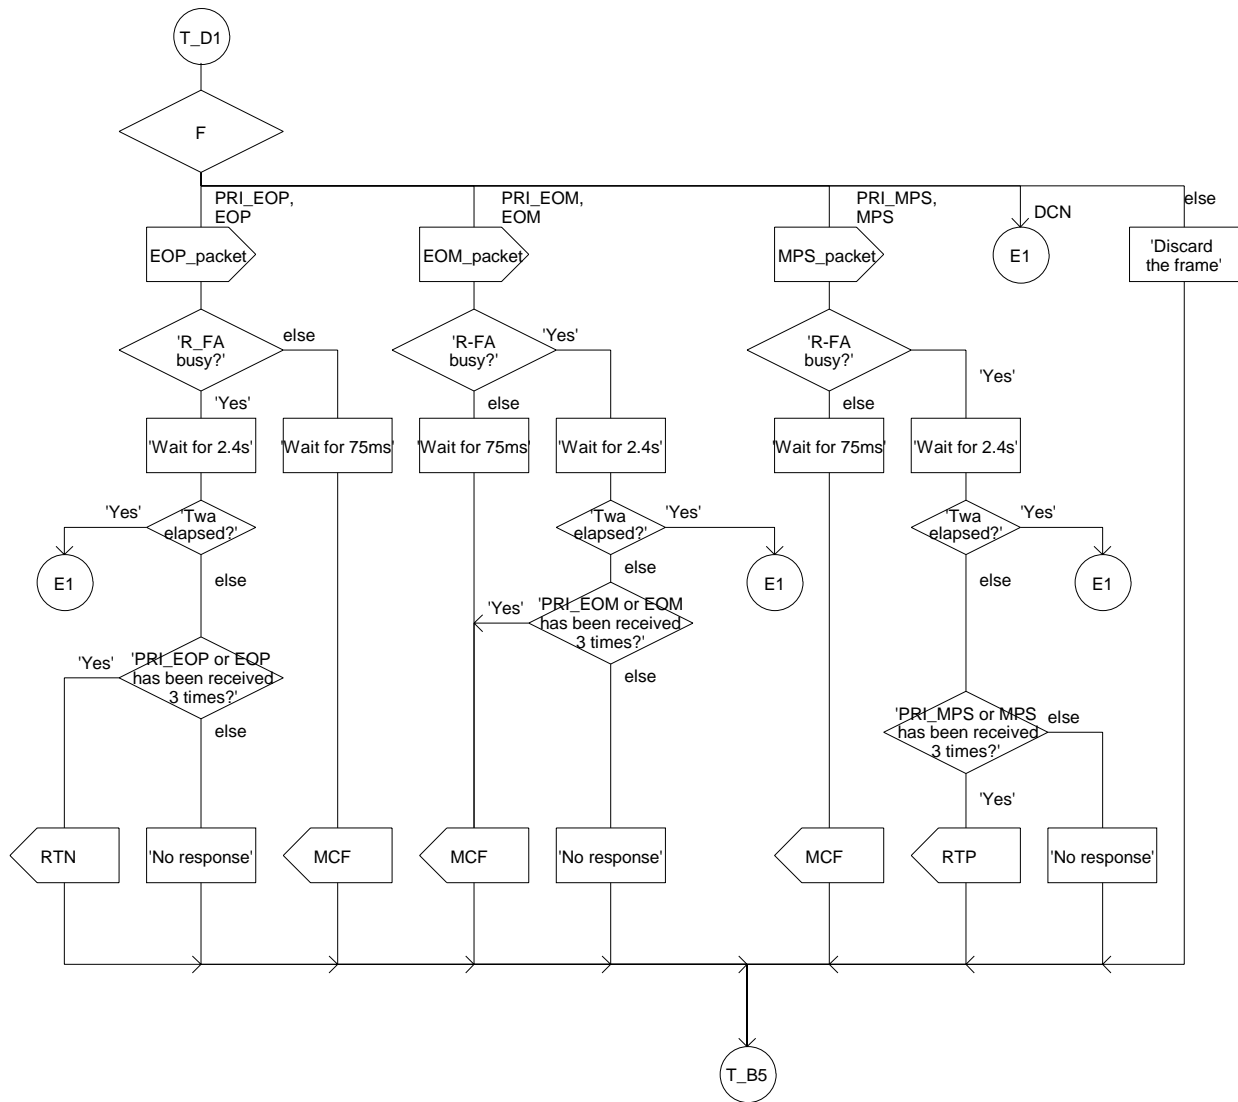 T_D1
F
PRI_EOP,
EOP
PRI_EOM,
EOM
PRI_MPS,
MPS
DCN
else
EOP_packet
EOM_packet
MPS_packet
E1
'Discard
the frame'
'R_FA
busy?'
else
'R-FA
busy?'
'Yes'
'R-FA
busy?'
'Yes'
'Yes'
else
else
'Wait for 2.4s'
'Wait for 75ms'
'Wait for 75ms'
'Wait for 2.4s'
'Wait for 75ms'
'Wait for 2.4s'
'Yes'
'Twa
elapsed?'
'Twa
elapsed?'
'Yes'
'Twa
elapsed?'
'Yes'
E1
else
else
E1
else
E1
'Yes'
'PRI_EOM or EOM
has been received
3 times?'
'Yes'
'PRI_EOP or EOP
has been received
3 times?'
else
else
'PRI_MPS or MPS
has been received
3 times?'
else
'Yes'
RTN
'No response'
MCF
MCF
'No response'
MCF
RTP
'No response'
T_B5